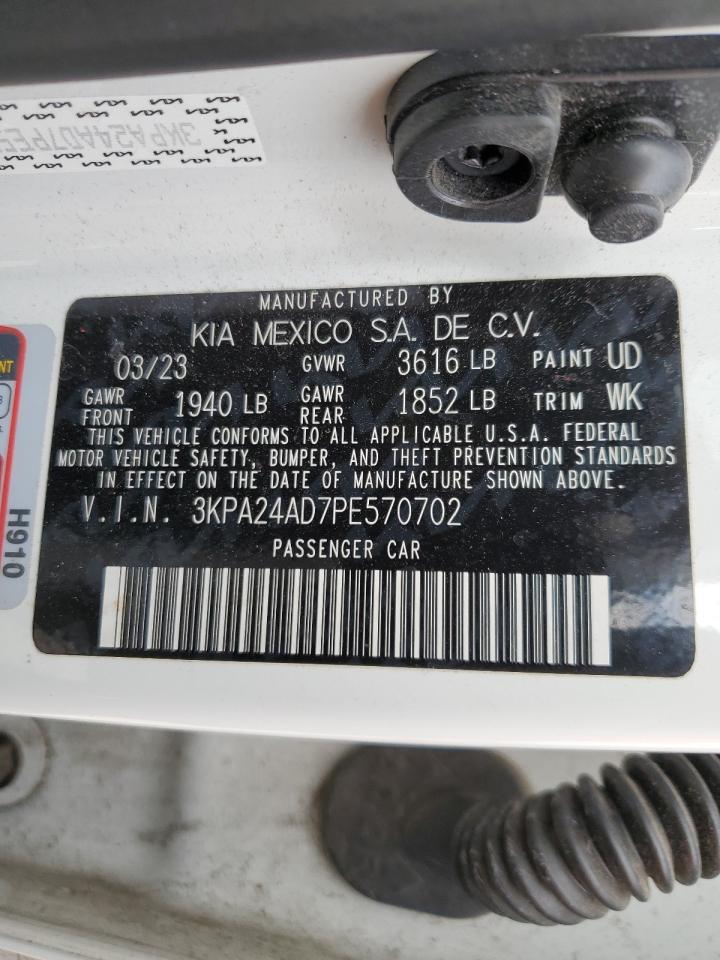 3KPA24AD7PE5
MANUFACTURED BY
KIA MEXICO S.A. DE C.V.
03/23 GVWR 3616 LB PAINT UD
GAWR FRONT 1940 LB GAWR REAR 1852 LB TRIM WK
THIS VEHICLE CONFORMS TO ALL APPLICABLE U.S.A. FEDERAL
MOTOR VEHICLE SAFETY, BUMPER, AND THEFT PREVENTION STANDARDS
IN EFFECT ON THE DATE OF MANUFACTURE SHOWN ABOVE.
V.I.N. 3KPA24AD7PE570702
PASSENGER CAR
H910